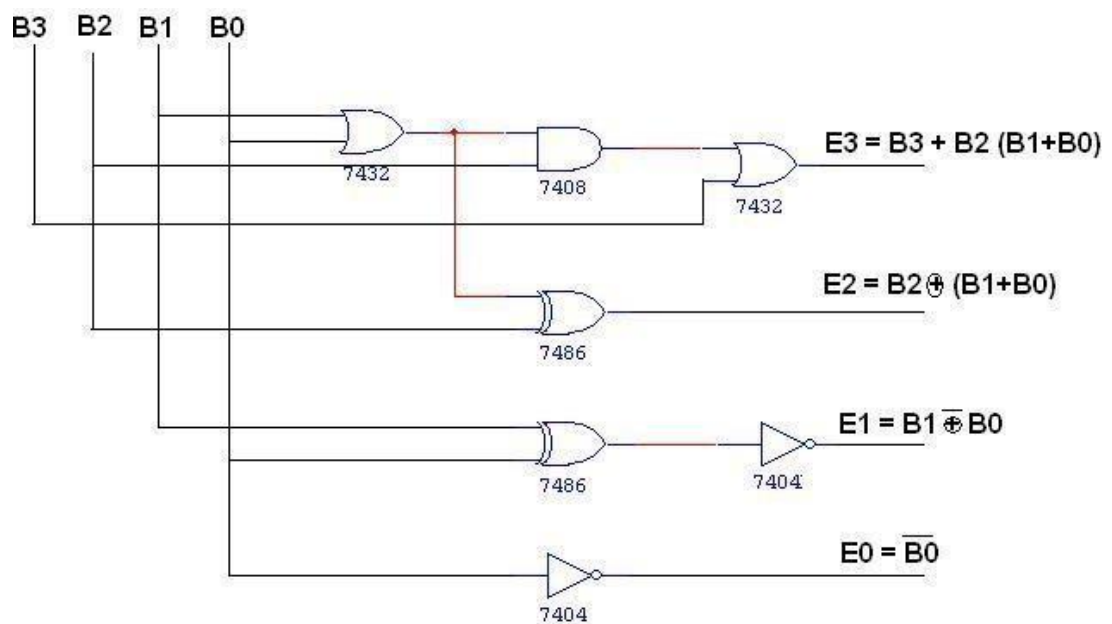 B3 B2 B1 B0
7432
7408
7432
E3 = B3 + B2 (B1+B0)
E2 = B2 ⊕ (B1+B0)
7486
E1 = B1 ⊕̅ B0
7486
7404
E0 = B̅0̅
7404